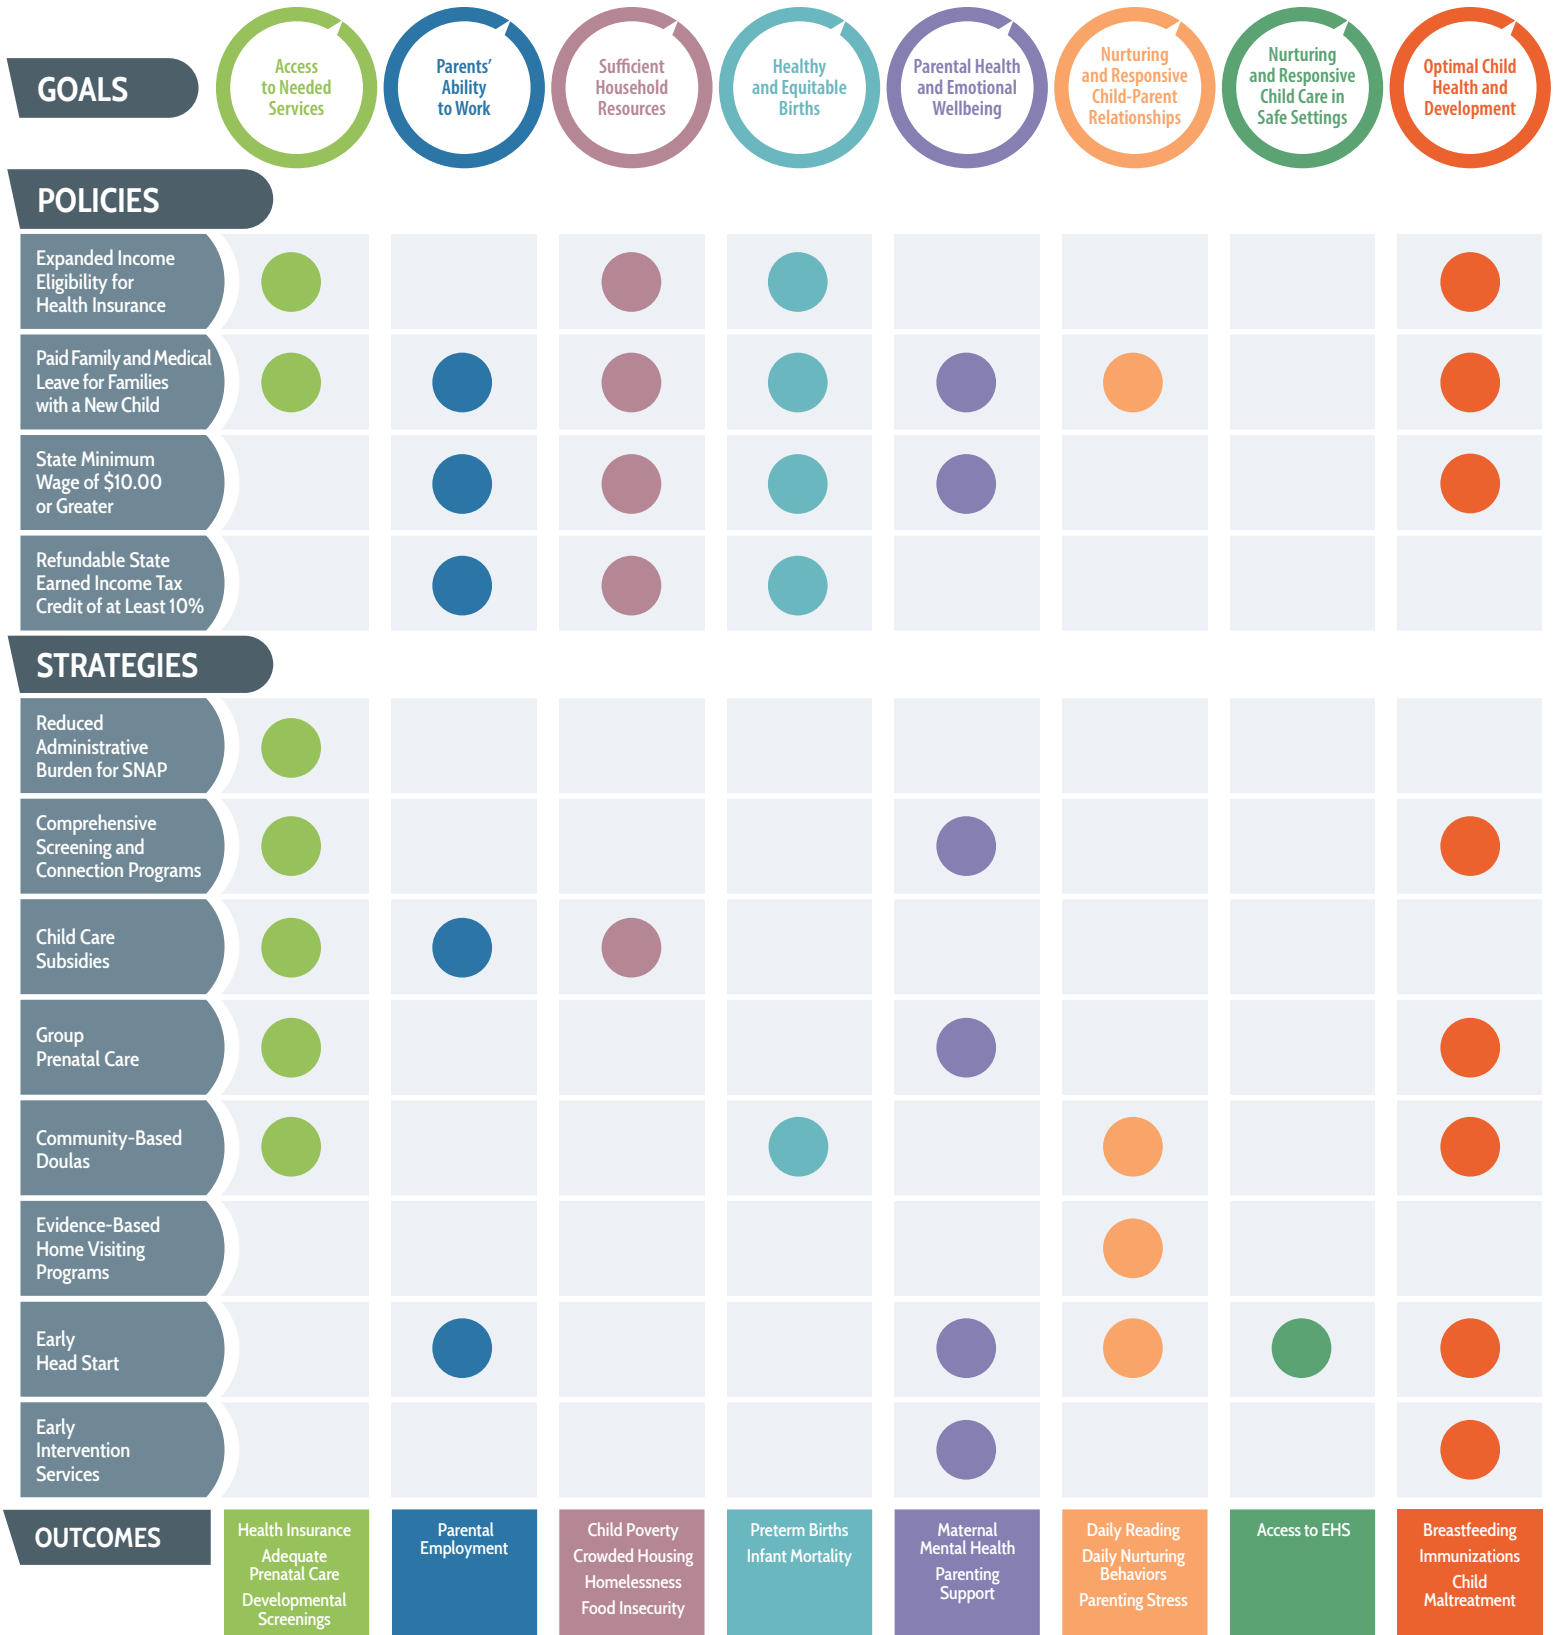 GOALS
Access
to Needed
Services
Parents'
Ability
to Work
Sufficient
Household
Resources
Healthy
and Equitable
Births
Parental Health
and Emotional
Wellbeing
Nurturing
and Responsive
Child-Parent
Relationships
Nurturing
and Responsive
Child Care in
Safe Settings
Optimal Child
Health and
Development
POLICIES
Expanded Income
Eligibility for
Health Insurance
Paid Family and Medical
Leave for Families
with a New Child
State Minimum
Wage of $10.00
or Greater
Refundable State
Earned Income Tax
Credit of at Least 10%
STRATEGIES
Reduced
Administrative
Burden for SNAP
Comprehensive
Screening and
Connection Programs
Child Care
Subsidies
Group
Prenatal Care
Community-Based
Doulas
Evidence-Based
Home Visiting
Programs
Early
Head Start
Early
Intervention
Services
OUTCOMES
Health Insurance
Adequate
Prenatal Care
Developmental
Screenings
Parental
Employment
Child Poverty
Crowded Housing
Homelessness
Food Insecurity
Preterm Births
Infant Mortality
Maternal
Mental Health
Parenting
Support
Daily Reading
Daily Nurturing
Behaviors
Parenting Stress
Access to EHS
Breastfeeding
Immunizations
Child
Maltreatment